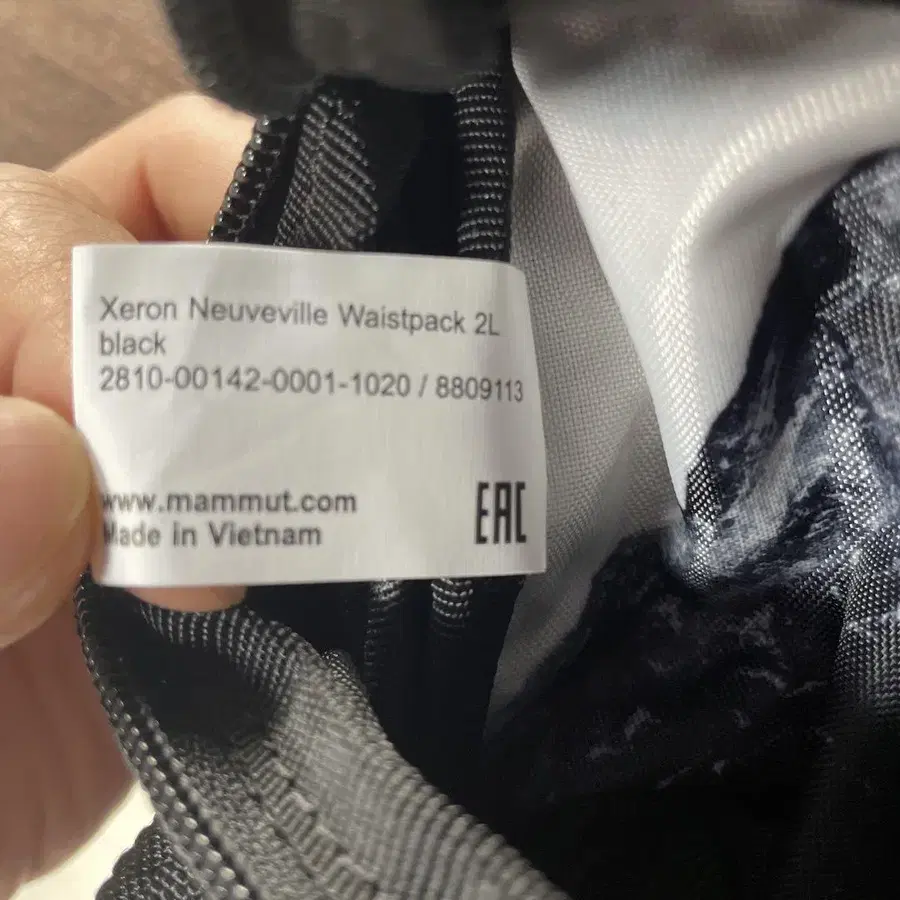 Xeron Neuveville Waistpack 2L
black
2810-00142-0001-1020 / 8809113
www.mammut.com
Made in Vietnam
EAC